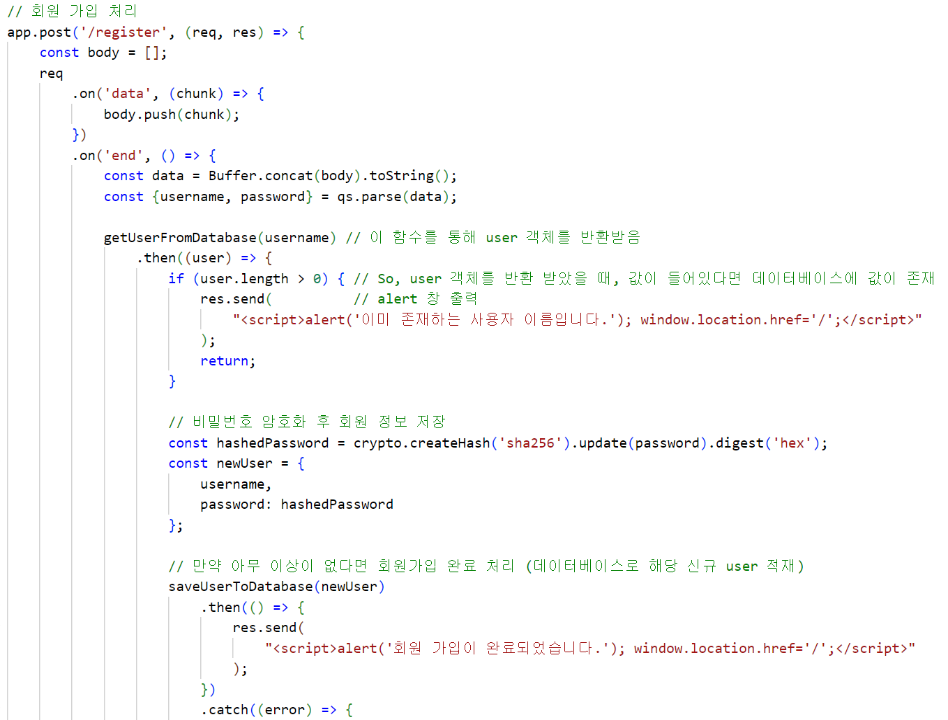 // 회원 가입 처리
app.post('/register', (req, res) => {
    const body = [];
    req
        .on('data', (chunk) => {
            body.push(chunk);
        })
        .on('end', () => {
            const data = Buffer.concat(body).toString();
            const {username, password} = qs.parse(data);

            getUserFromDatabase(username) // 이 함수를 통해 user 객체를 반환받음
                .then((user) => {
                    if (user.length > 0) { // So, user 객체를 반환 받았을 때, 값이 들어있다면 데이터베이스에 값이 존재
                        res.send(          // alert 창 출력
                            "<script>alert('이미 존재하는 사용자 이름입니다.'); window.location.href='/';</script>"
                        );
                        return;
                    }

                    // 비밀번호 암호화 후 회원 정보 저장
                    const hashedPassword = crypto.createHash('sha256').update(password).digest('hex');
                    const newUser = {
                        username,
                        password: hashedPassword
                    };

                    // 만약 아무 이상이 없다면 회원가입 완료 처리 (데이터베이스로 해당 신규 user 적재)
                    saveUserToDatabase(newUser)
                        .then(() => {
                            res.send(
                                "<script>alert('회원 가입이 완료되었습니다.'); window.location.href='/';</script>"
                            );
                        })
                        .catch((error) => {